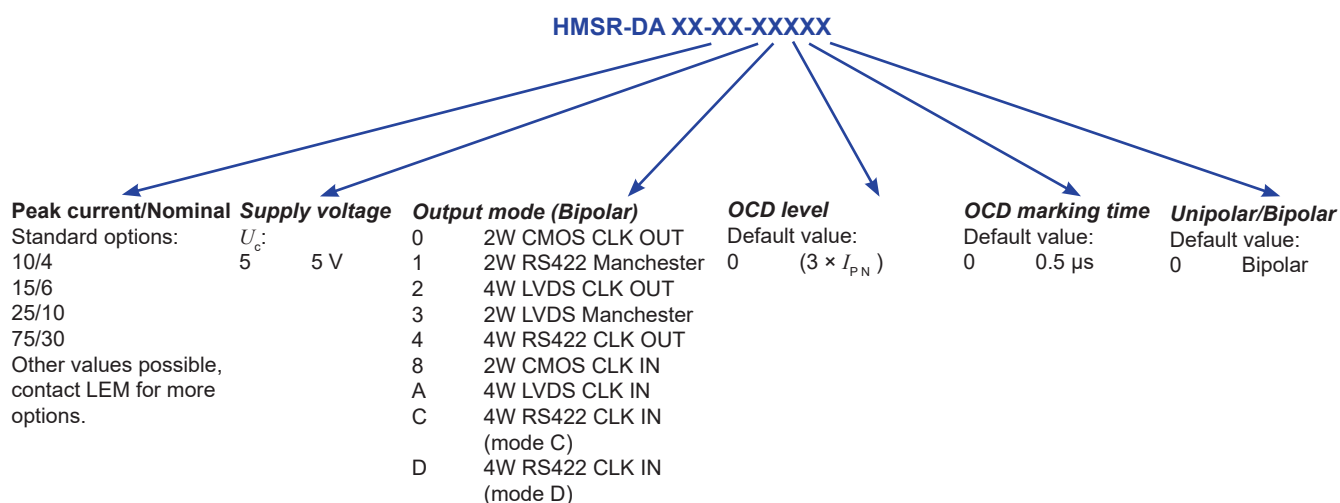 HMSR-DA XX-XX-XXXXX
Peak current/Nominal
Standard options:
10/4
15/6
25/10
75/30
Other values possible,
contact LEM for more
options.
Supply voltage
Uc:
5 5 V
Output mode (Bipolar)
0 2W CMOS CLK OUT
1 2W RS422 Manchester
2 4W LVDS CLK OUT
3 2W LVDS Manchester
4 4W RS422 CLK OUT
8 2W CMOS CLK IN
A 4W LVDS CLK IN
C 4W RS422 CLK IN
(mode C)
D 4W RS422 CLK IN
(mode D)
OCD level
Default value:
0 (3 × IPN)
OCD marking time
Default value:
0 0.5 µs
Unipolar/Bipolar
Default value:
0 Bipolar